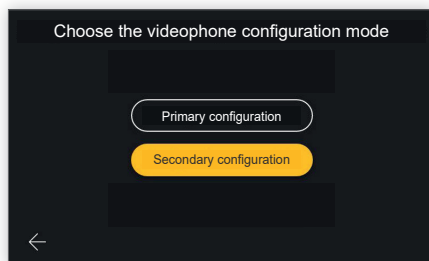 Choose the videophone configuration mode
Primary configuration
Secondary configuration